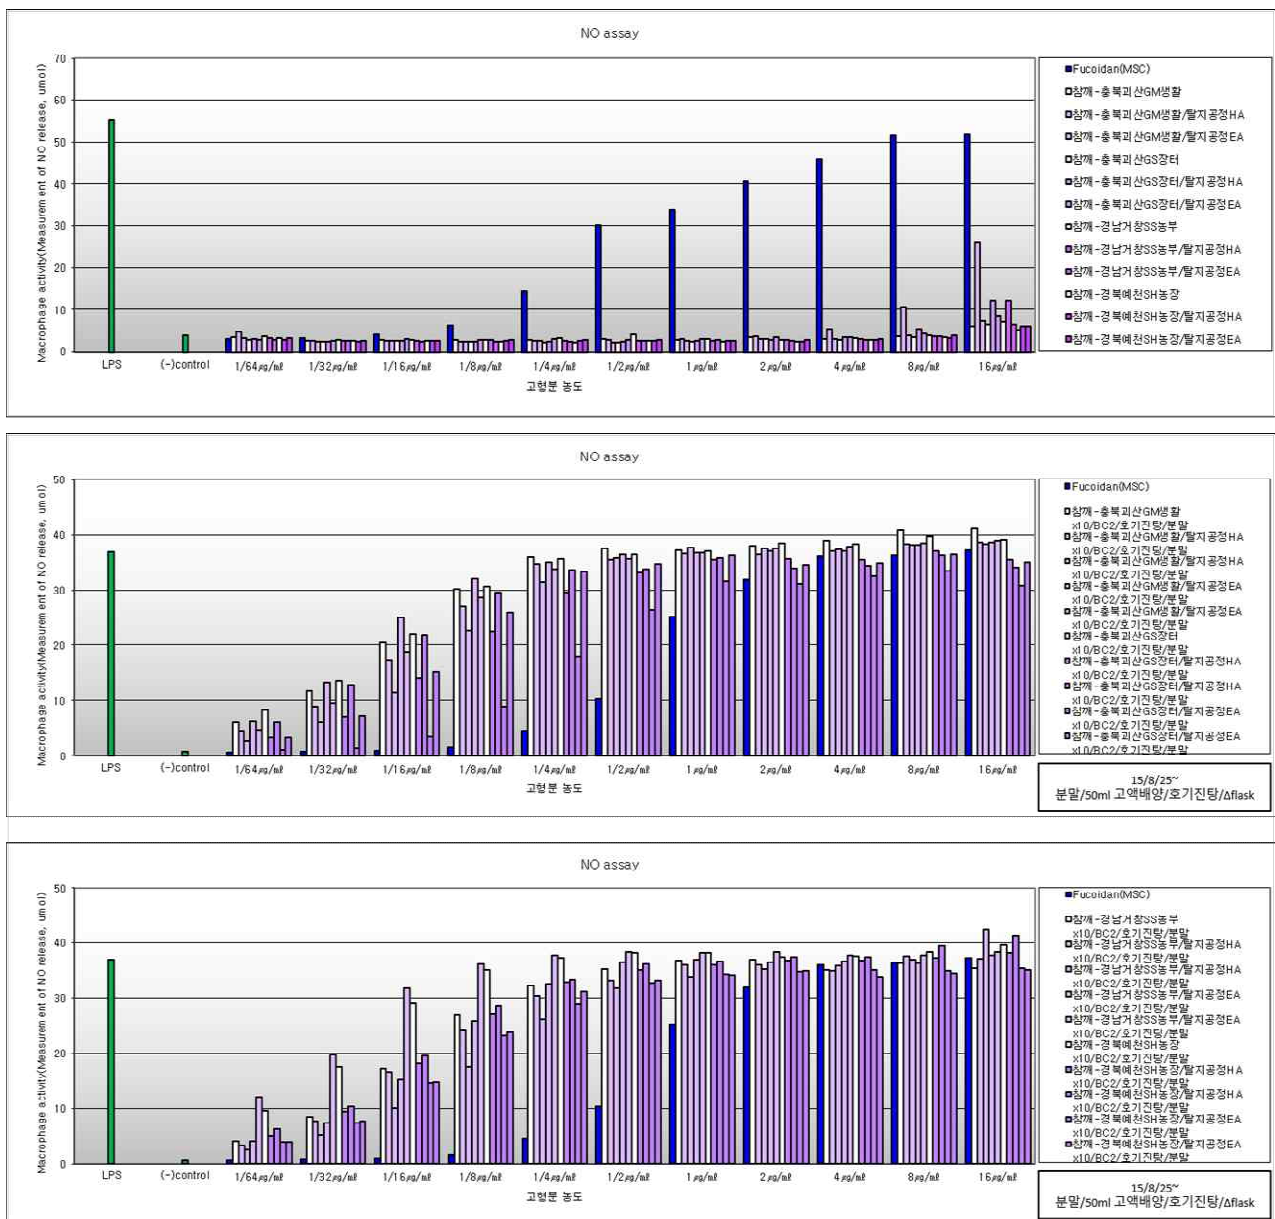 NO assay
Macrophage activity(Measurement of NO release, umol)
70
60
50
40
30
20
10
0
LPS
(-)control
1/64㎍/㎖
1/32㎍/㎖
1/16㎍/㎖
1/8㎍/㎖
1/4㎍/㎖
1/2㎍/㎖
1㎍/㎖
2㎍/㎖
4㎍/㎖
8㎍/㎖
16㎍/㎖
고형분 농도
Fucoidan(MSC)
참깨-충북괴산GM생활
참깨-충북괴산GM생활/탈지공정HA
참깨-충북괴산GM생활/탈지공정EA
참깨-충북괴산GS장터
참깨-충북괴산GS장터/탈지공정HA
참깨-충북괴산GS장터/탈지공정EA
참깨-경남거창SS농부
참깨-경남거창SS농부/탈지공정HA
참깨-경남거창SS농부/탈지공정EA
참깨-경북예천SH농장
참깨-경북예천SH농장/탈지공정HA
참깨-경북예천SH농장/탈지공정EA
NO assay
Macrophage activity(Measurement of NO release, umol)
50
40
30
20
10
0
LPS
(-)control
1/64㎍/㎖
1/32㎍/㎖
1/16㎍/㎖
1/8㎍/㎖
1/4㎍/㎖
1/2㎍/㎖
1㎍/㎖
2㎍/㎖
4㎍/㎖
8㎍/㎖
16㎍/㎖
고형분 농도
Fucoidan(MSC)
참깨-충북괴산GM생활
x10/BC2/호기진탕/분말
참깨-충북괴산GM생활/탈지공정HA
x10/BC2/호기진탕/분말
참깨-충북괴산GM생활/탈지공정HA
x10/BC2/호기진탕/분말
참깨-충북괴산GM생활/탈지공정EA
x10/BC2/호기진탕/분말
참깨-충북괴산GM생활/탈지공정EA
x10/BC2/호기진탕/분말
참깨-충북괴산GS장터
x10/BC2/호기진탕/분말
참깨-충북괴산GS장터/탈지공정HA
x10/BC2/호기진탕/분말
참깨-충북괴산GS장터/탈지공정HA
x10/BC2/호기진탕/분말
참깨-충북괴산GS장터/탈지공정EA
x10/BC2/호기진탕/분말
참깨-충북괴산GS장터/탈지공정EA
x10/BC2/호기진탕/분말
15/8/25~
분말/50ml 고액배양/호기진탕/Δflask
NO assay
Macrophage activity(Measurement of NO release, umol)
50
40
30
20
10
0
LPS
(-)control
1/64㎍/㎖
1/32㎍/㎖
1/16㎍/㎖
1/8㎍/㎖
1/4㎍/㎖
1/2㎍/㎖
1㎍/㎖
2㎍/㎖
4㎍/㎖
8㎍/㎖
16㎍/㎖
고형분 농도
Fucoidan(MSC)
참깨-경남거창SS농부
x10/BC2/호기진탕/분말
참깨-경남거창SS농부/탈지공정HA
x10/BC2/호기진탕/분말
참깨-경남거창SS농부/탈지공정HA
x10/BC2/호기진탕/분말
참깨-경남거창SS농부/탈지공정EA
x10/BC2/호기진탕/분말
참깨-경남거창SS농부/탈지공정EA
x10/BC2/호기진탕/분말
참깨-경북예천SH농장
x10/BC2/호기진탕/분말
참깨-경북예천SH농장/탈지공정HA
x10/BC2/호기진탕/분말
참깨-경북예천SH농장/탈지공정HA
x10/BC2/호기진탕/분말
참깨-경북예천SH농장/탈지공정EA
x10/BC2/호기진탕/분말
참깨-경북예천SH농장/탈지공정EA
x10/BC2/호기진탕/분말
15/8/25~
분말/50ml 고액배양/호기진탕/Δflask